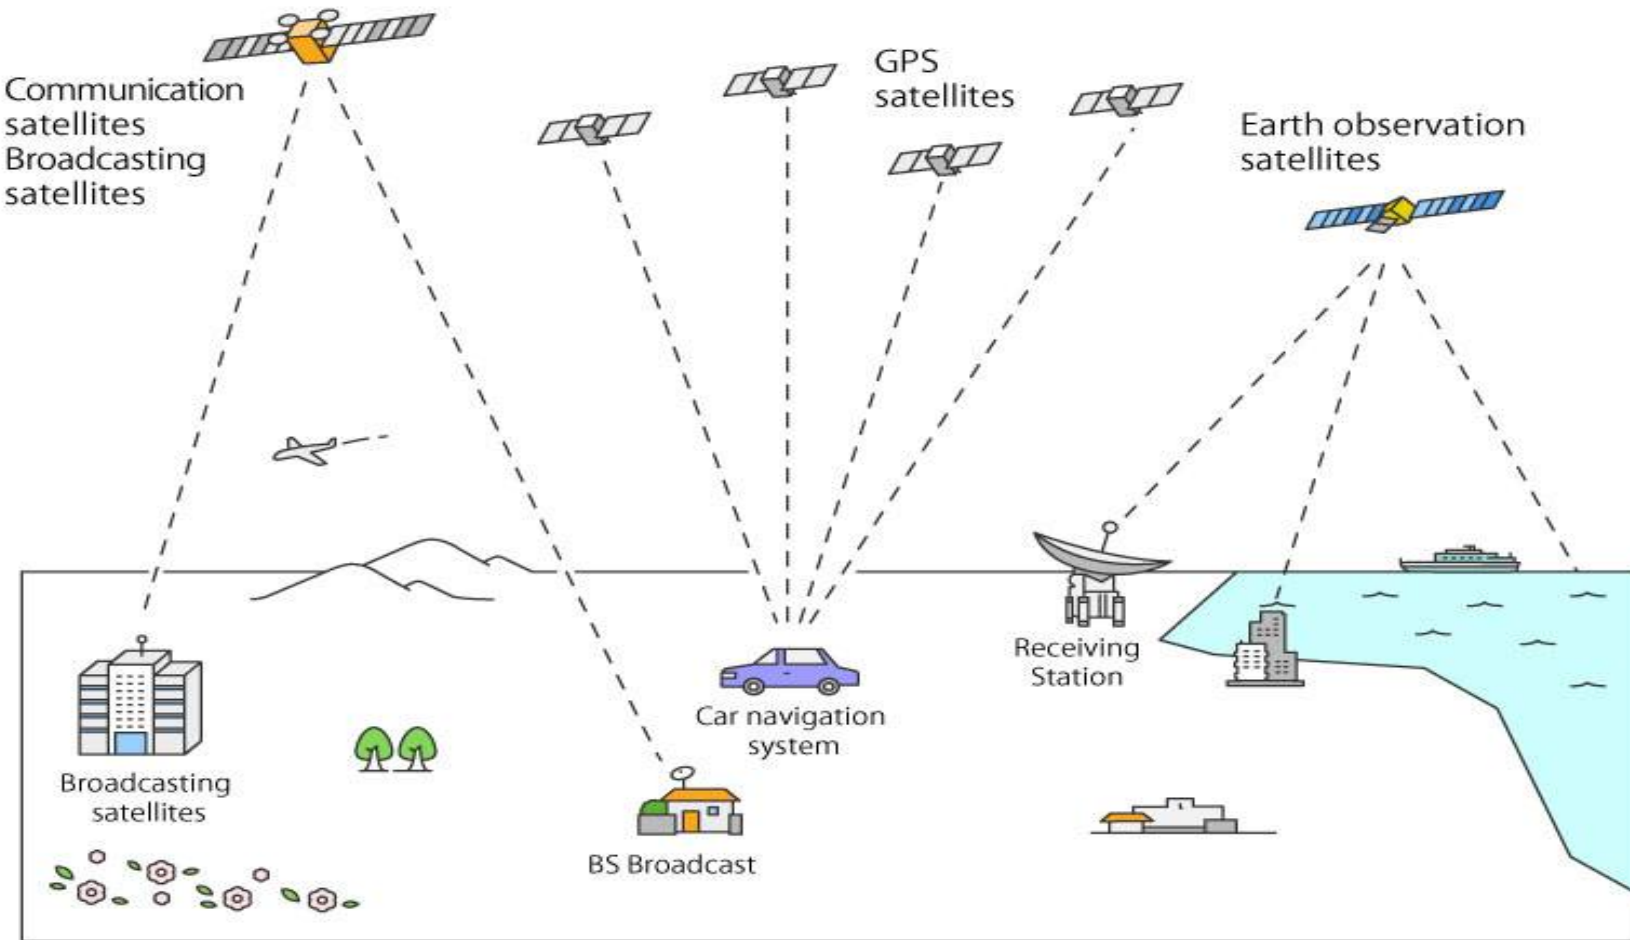 Communication
satellites
Broadcasting
satellites
GPS
satellites
Earth observation
satellites
Receiving
Station
Car navigation
system
Broadcasting
satellites
BS Broadcast